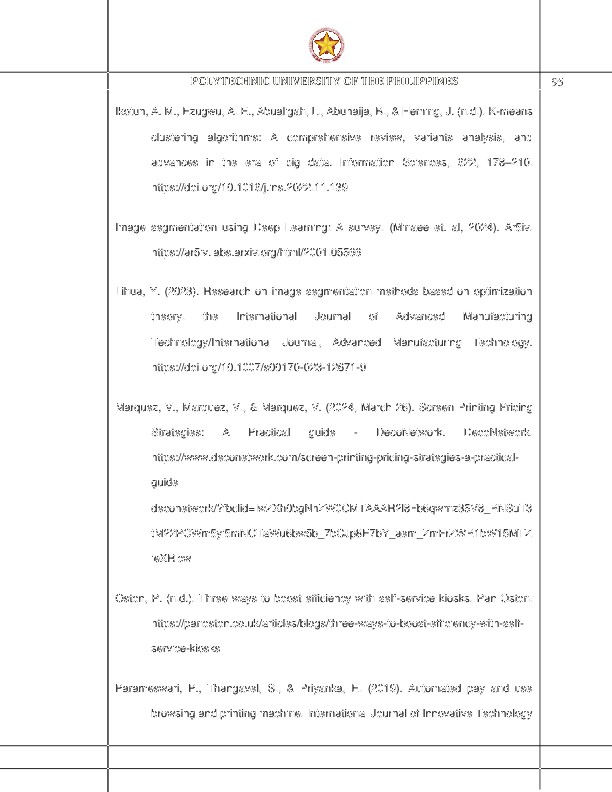 POLYTECHNIC UNIVERSITY OF THE PHILIPPINES
55
Ikotun, A. M., Ezugwu, A. E., Abualigah, L., Abuhaija, B., & Heming, J. (n.d.). K-means
clustering algorithms: A comprehensive review, variants analysis, and
advances in the era of big data. Information Sciences, 622, 178–210.
https://doi.org/10.1016/j.ins.2022.11.139
Image segmentation using Deep Learning: A survey. (Minaee et. al, 2024). Ar5iv.
https://ar5iv.labs.arxiv.org/html/2001.05566
Lihua, Y. (2023). Research on image segmentation methods based on optimization
theory. the International Journal of Advanced Manufacturing
Technology/International Journal, Advanced Manufacturing Technology.
https://doi.org/10.1007/s00170-023-12671-9
Marquez, V., Marquez, V., & Marquez, V. (2024, March 26). Screen Printing Pricing
Strategies: A Practical guide - DecoNetwork. DecoNetwork.
https://www.deconetwork.com/screen-printing-pricing-strategies-a-practical-
guide
deconetwork/?fbclid=
Oston, P. (n.d.). Three ways to boost efficiency with self-service kiosks. Pan Oston.
https://panoston.co.uk/articles/blogs/three-ways-to-boost-efficiency-with-self-
service-kiosks
Parameswari, P., Thangavel, S., & Priyanka, E. (2019). Automated pay and use
browsing and printing machine. International Journal of Innovative Technology